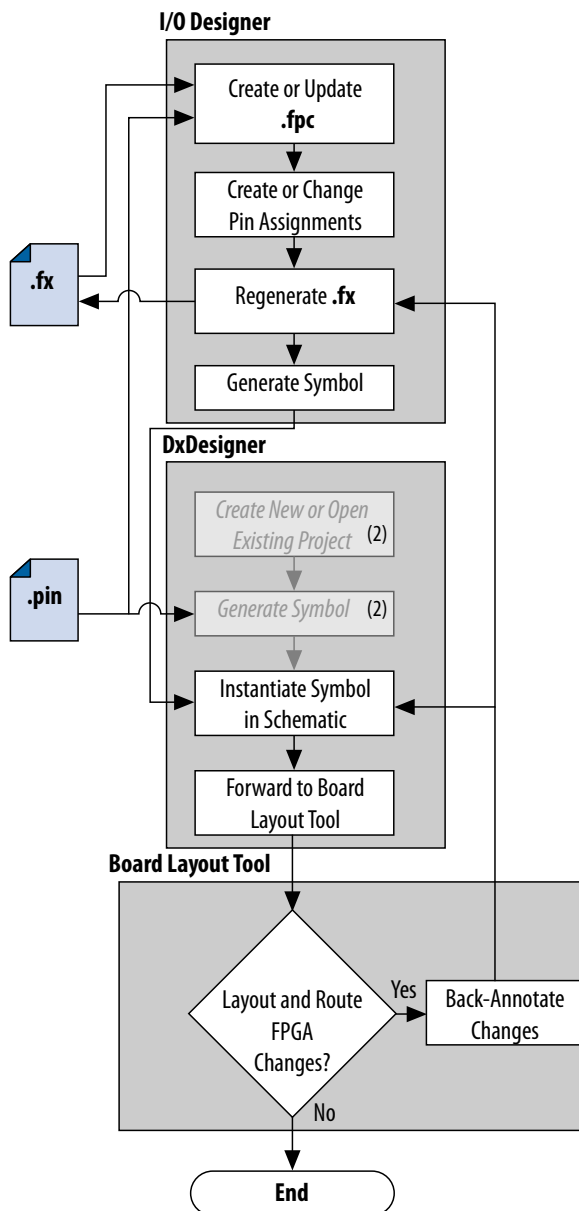 I/O Designer
Create or Update
.fpc
Create or Change
Pin Assignments
.fx
Regenerate .fx
Generate Symbol
DxDesigner
Create New or Open
Existing Project
(2)
.pin
Generate Symbol
(2)
Instantiate Symbol
in Schematic
Forward to Board
Layout Tool
Board Layout Tool
Layout and Route
FPGA
Changes?
Yes
Back-Annotate
Changes
No
End